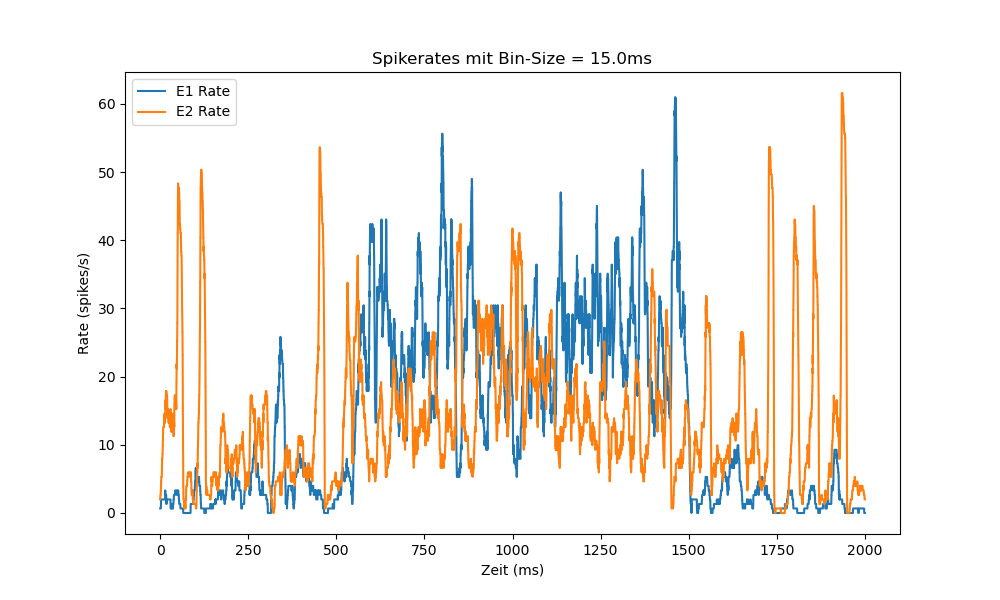 Spikerates mit Bin-Size = 15.0ms
E1 Rate
E2 Rate
Rate (spikes/s)
60
50
40
30
20
10
0
0 250 500 750 1000 1250 1500 1750 2000
Zeit (ms)